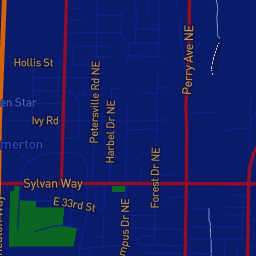 Hollis St
Petersville Rd NE
Harbel Dr NE
Perry Ave NE
en Star
Ivy Rd
merton
Sylvan Way
Forest Dr NE
E 33rd St
mpus Dr NE
Way